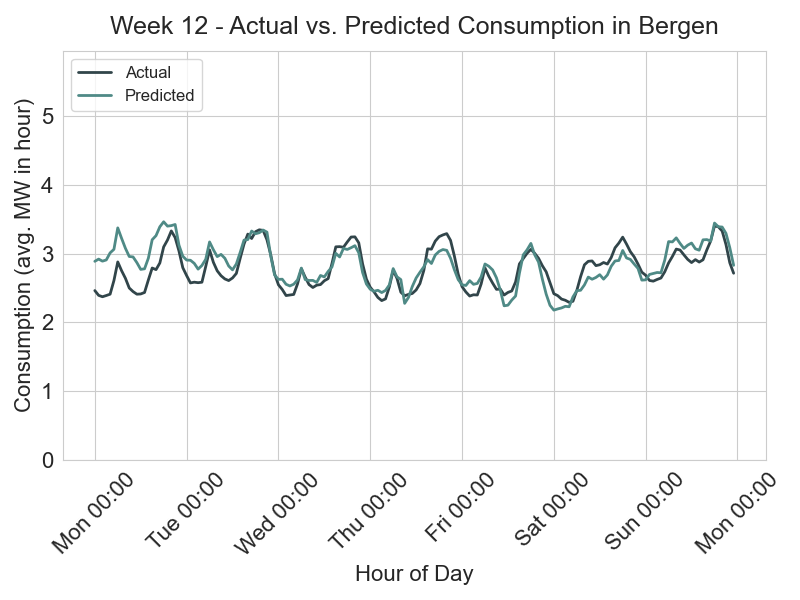 Week 12 - Actual vs. Predicted Consumption in Bergen
Actual
Predicted
Consumption (avg. MW in hour)
5
4
3
2
1
0
Mon 00:00
Tue 00:00
Wed 00:00
Thu 00:00
Fri 00:00
Sat 00:00
Sun 00:00
Mon 00:00
Hour of Day